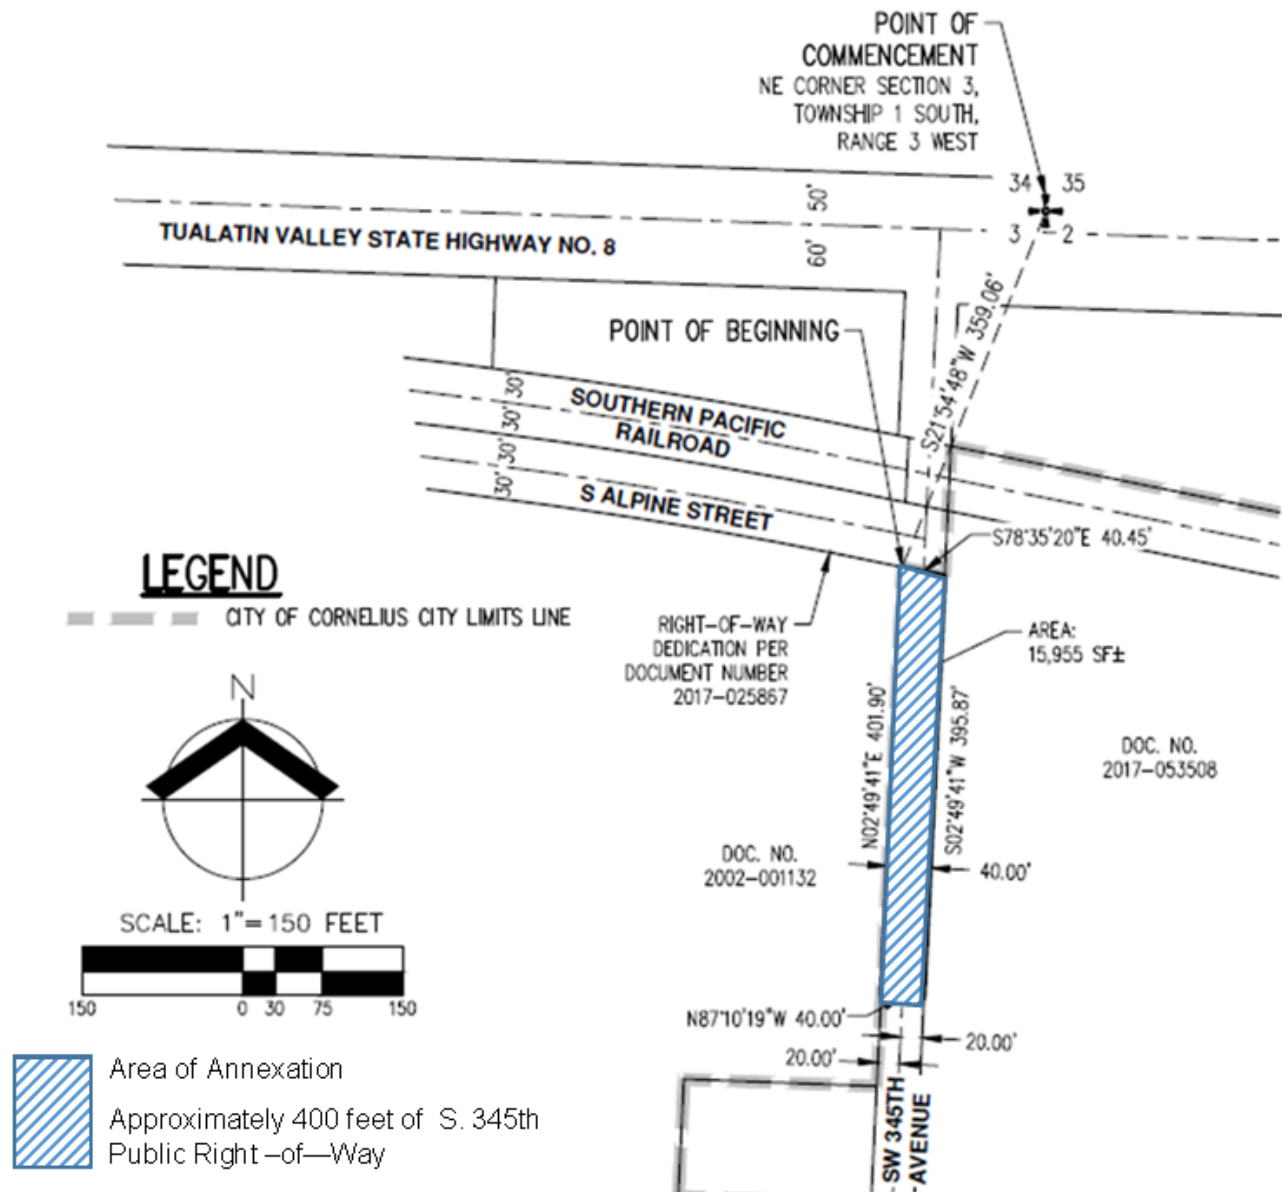 POINT OF
COMMENCEMENT
NE CORNER SECTION 3,
TOWNSHIP 1 SOUTH,
RANGE 3 WEST
34 35
3 2
50'
60'
TUALATIN VALLEY STATE HIGHWAY NO. 8
S21°54'48"W 359.06'
POINT OF BEGINNING
30'
30'
30'
30'
SOUTHERN PACIFIC
RAILROAD
S ALPINE STREET
S78°35'20"E 40.45'
LEGEND
CITY OF CORNELIUS CITY LIMITS LINE
RIGHT-OF-WAY
DEDICATION PER
DOCUMENT NUMBER
2017-025867
AREA:
15,955 SF±
N
N02°49'41"E 401.90'
S02°49'41"W 395.87'
DOC. NO.
2017-053508
DOC. NO.
2002-001132
40.00'
SCALE: 1"= 150 FEET
150 0 30 75 150
N87°10'19"W 40.00'
20.00'
20.00'
SW 345TH
AVENUE
Area of Annexation
Approximately 400 feet of S. 345th
Public Right –of—Way